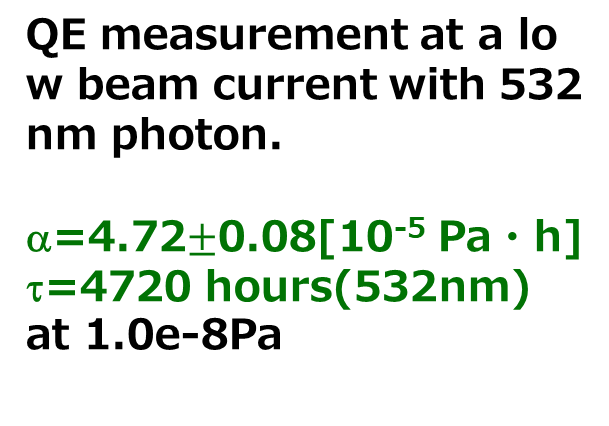 QE measurement at a lo
w beam current with 532
nm photon.
α=4.72±0.08[10⁻⁵ Pa・h]
τ=4720 hours(532nm)
at 1.0e-8Pa